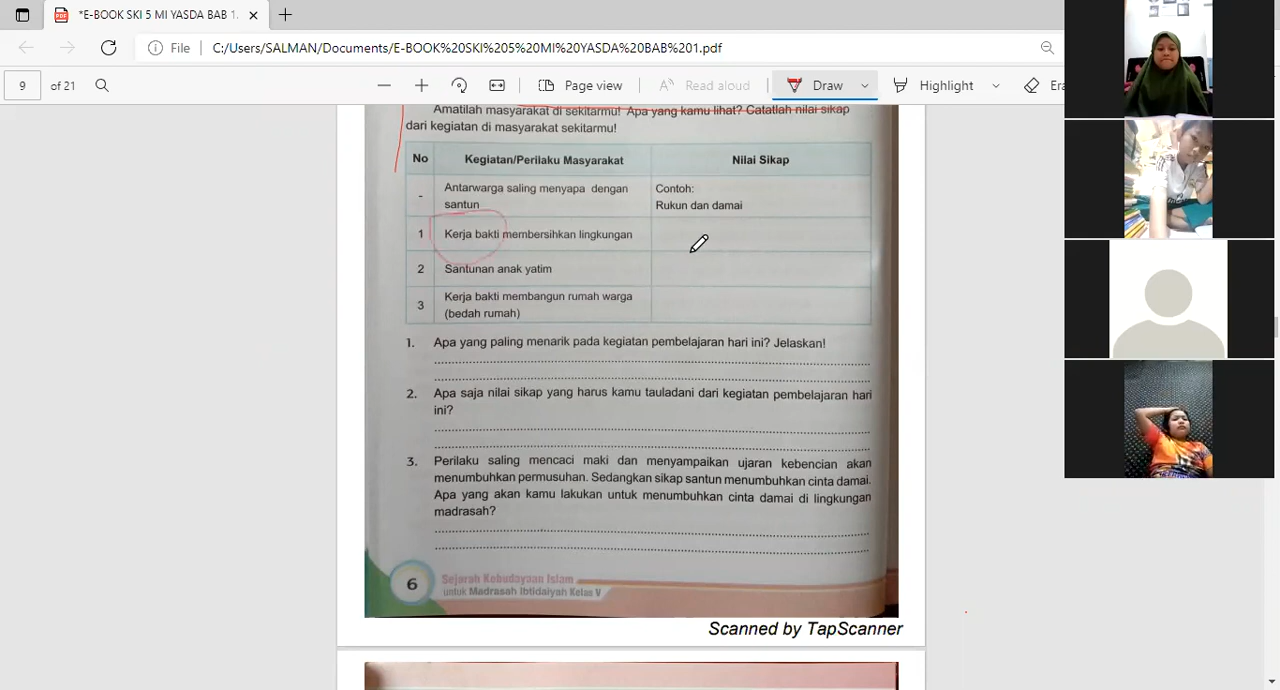 *E-BOOK SKI 5 MI YASDA BAB 1.
File C:/Users/SALMAN/Documents/E-BOOK%20SKI%205%20MI%20YASDA%20BAB%201.pdf
9 of 21 Page view Read aloud Draw Highlight Era
Amatilah masyarakat di sekitarmu! Apa yang kamu lihat? Catatlah nilai sikap
dari kegiatan di masyarakat sekitarmu!
No Kegiatan/Perilaku Masyarakat Nilai Sikap
- Antarwarga saling menyapa dengan santun Contoh:
Rukun dan damai
1 Kerja bakti membersihkan lingkungan
2 Santunan anak yatim
3 Kerja bakti membangun rumah warga
(bedah rumah)
1. Apa yang paling menarik pada kegiatan pembelajaran hari ini? Jelaskan!
2. Apa saja nilai sikap yang harus kamu tauladani dari kegiatan pembelajaran hari
ini?
3. Perilaku saling mencaci maki dan menyampaikan ujaran kebencian akan
menumbuhkan permusuhan. Sedangkan sikap santun menumbuhkan cinta damai.
Apa yang akan kamu lakukan untuk menumbuhkan cinta damai di lingkungan
madrasah?
6 Sejarah Kebudayaan Islam
untuk Madrasah Ibtidaiyah Kelas V
Scanned by TapScanner